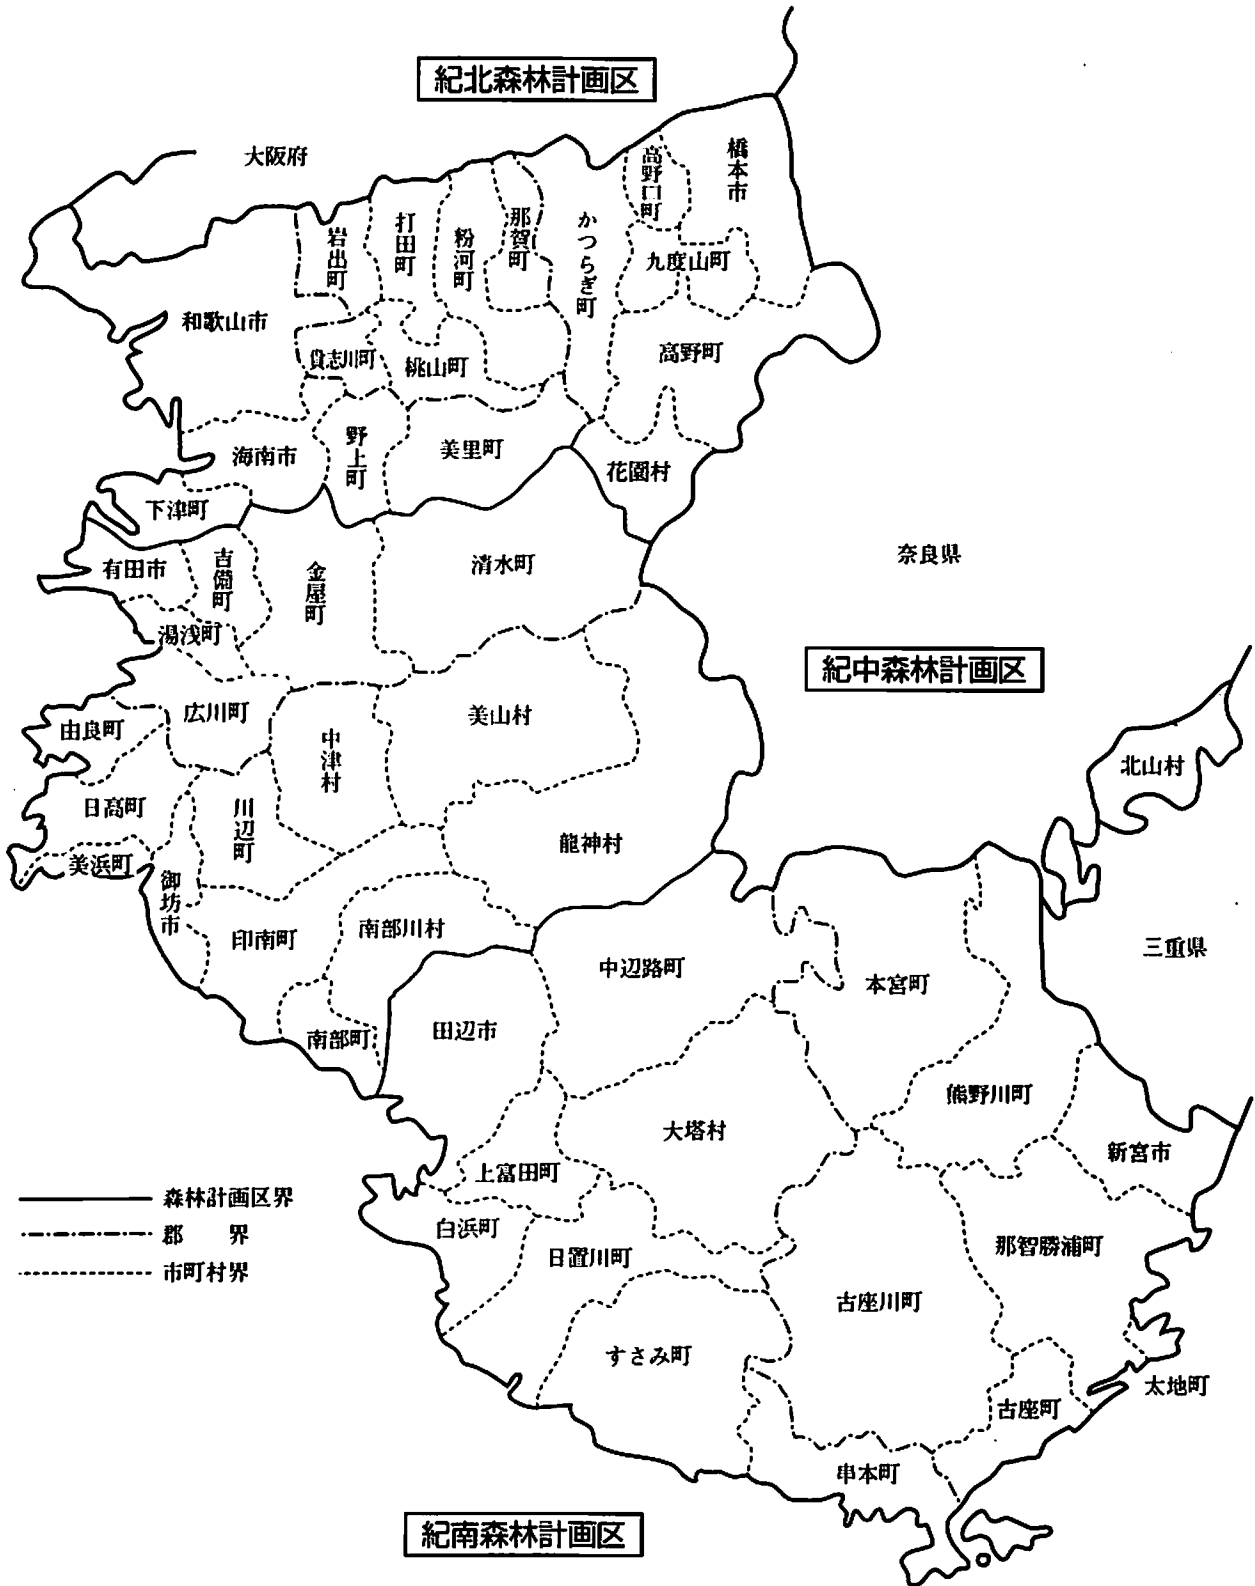 紀北森林計画区
大阪府
橋本市
高野口町
那賀町
かつらぎ町
打田町
粉河町
岩出町
九度山町
和歌山市
高野町
貴志川町
桃山町
野上町
美里町
海南市
花園村
下津町
有田市
吉備町
金屋町
清水町
奈良県
湯浅町
紀中森林計画区
広川町
由良町
中津村
美山村
北山村
日高町
川辺町
龍神村
美浜町
御坊市
印南町
南部川村
中辺路町
本宮町
三重県
南部町
田辺市
熊野川町
大塔村
新宮市
上富田町
森林計画区界
郡 界
市町村界
白浜町
日置川町
那智勝浦町
古座川町
すさみ町
太地町
古座町
串本町
紀南森林計画区